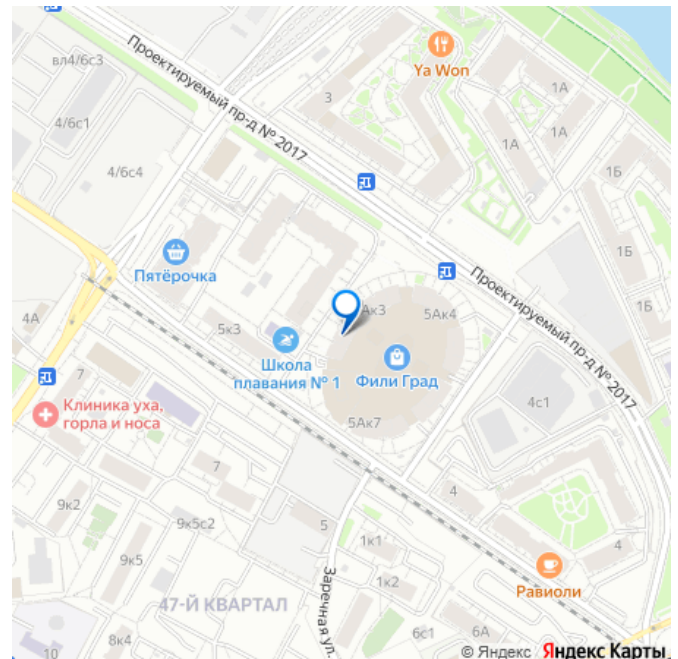 вл4/6с3
Проектируемый пр-д № 2017
Ya Won
3
1А
1А
1А
4/6с1
4/6с4
1Б
1Б
1Б
Пятёрочка
Проектируемый пр-д № 2017
5Ак4
4А
5к3
Школа
плавания № 1
Фили Град
7
Клиника уха,
горла и носа
4с1
5Ак7
7
9к2
9к5с2
5
4
4
9к5
1к1
Заречная ул.
1к2
Равиоли
47-Й КВАРТАЛ
10
8к4
6с1
6А
© Яндекс Яндекс Карты